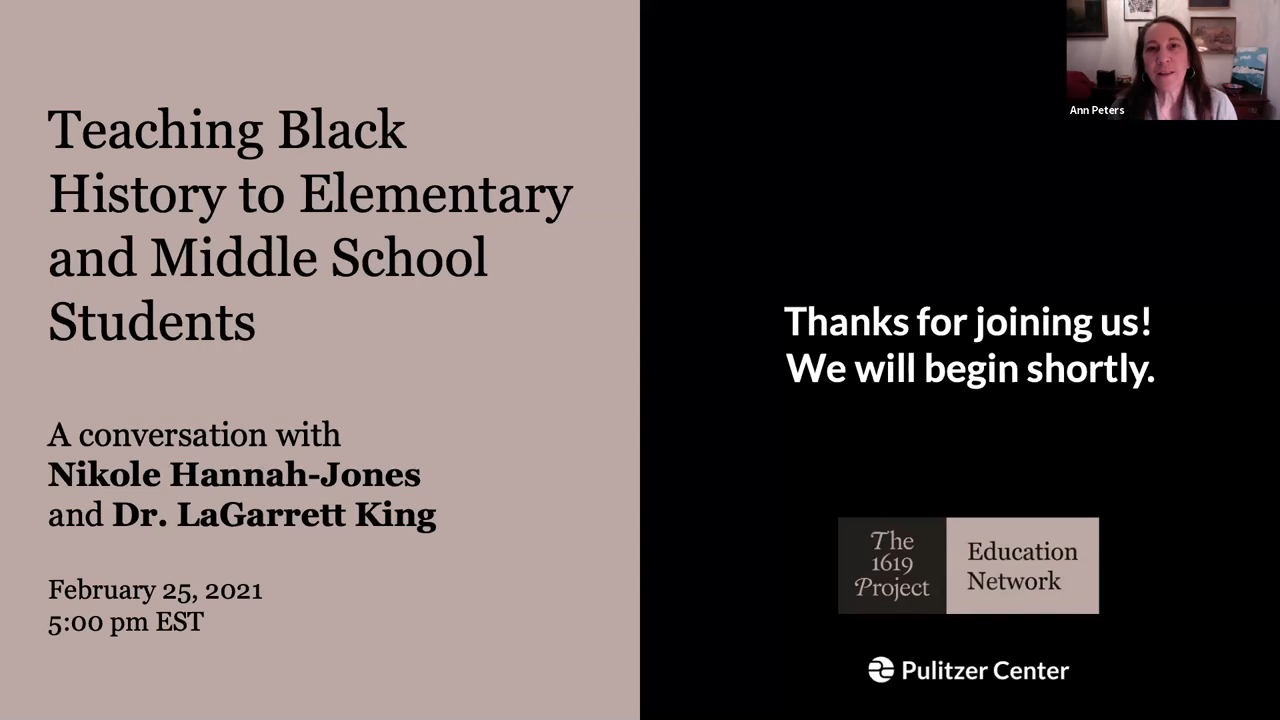 Teaching Black
History to Elementary
and Middle School
Students
A conversation with
Nikole Hannah-Jones
and Dr. LaGarrett King
February 25, 2021
5:00 pm EST
Ann Peters
Thanks for joining us!
We will begin shortly.
The
1619
Project
Education
Network
Pulitzer Center